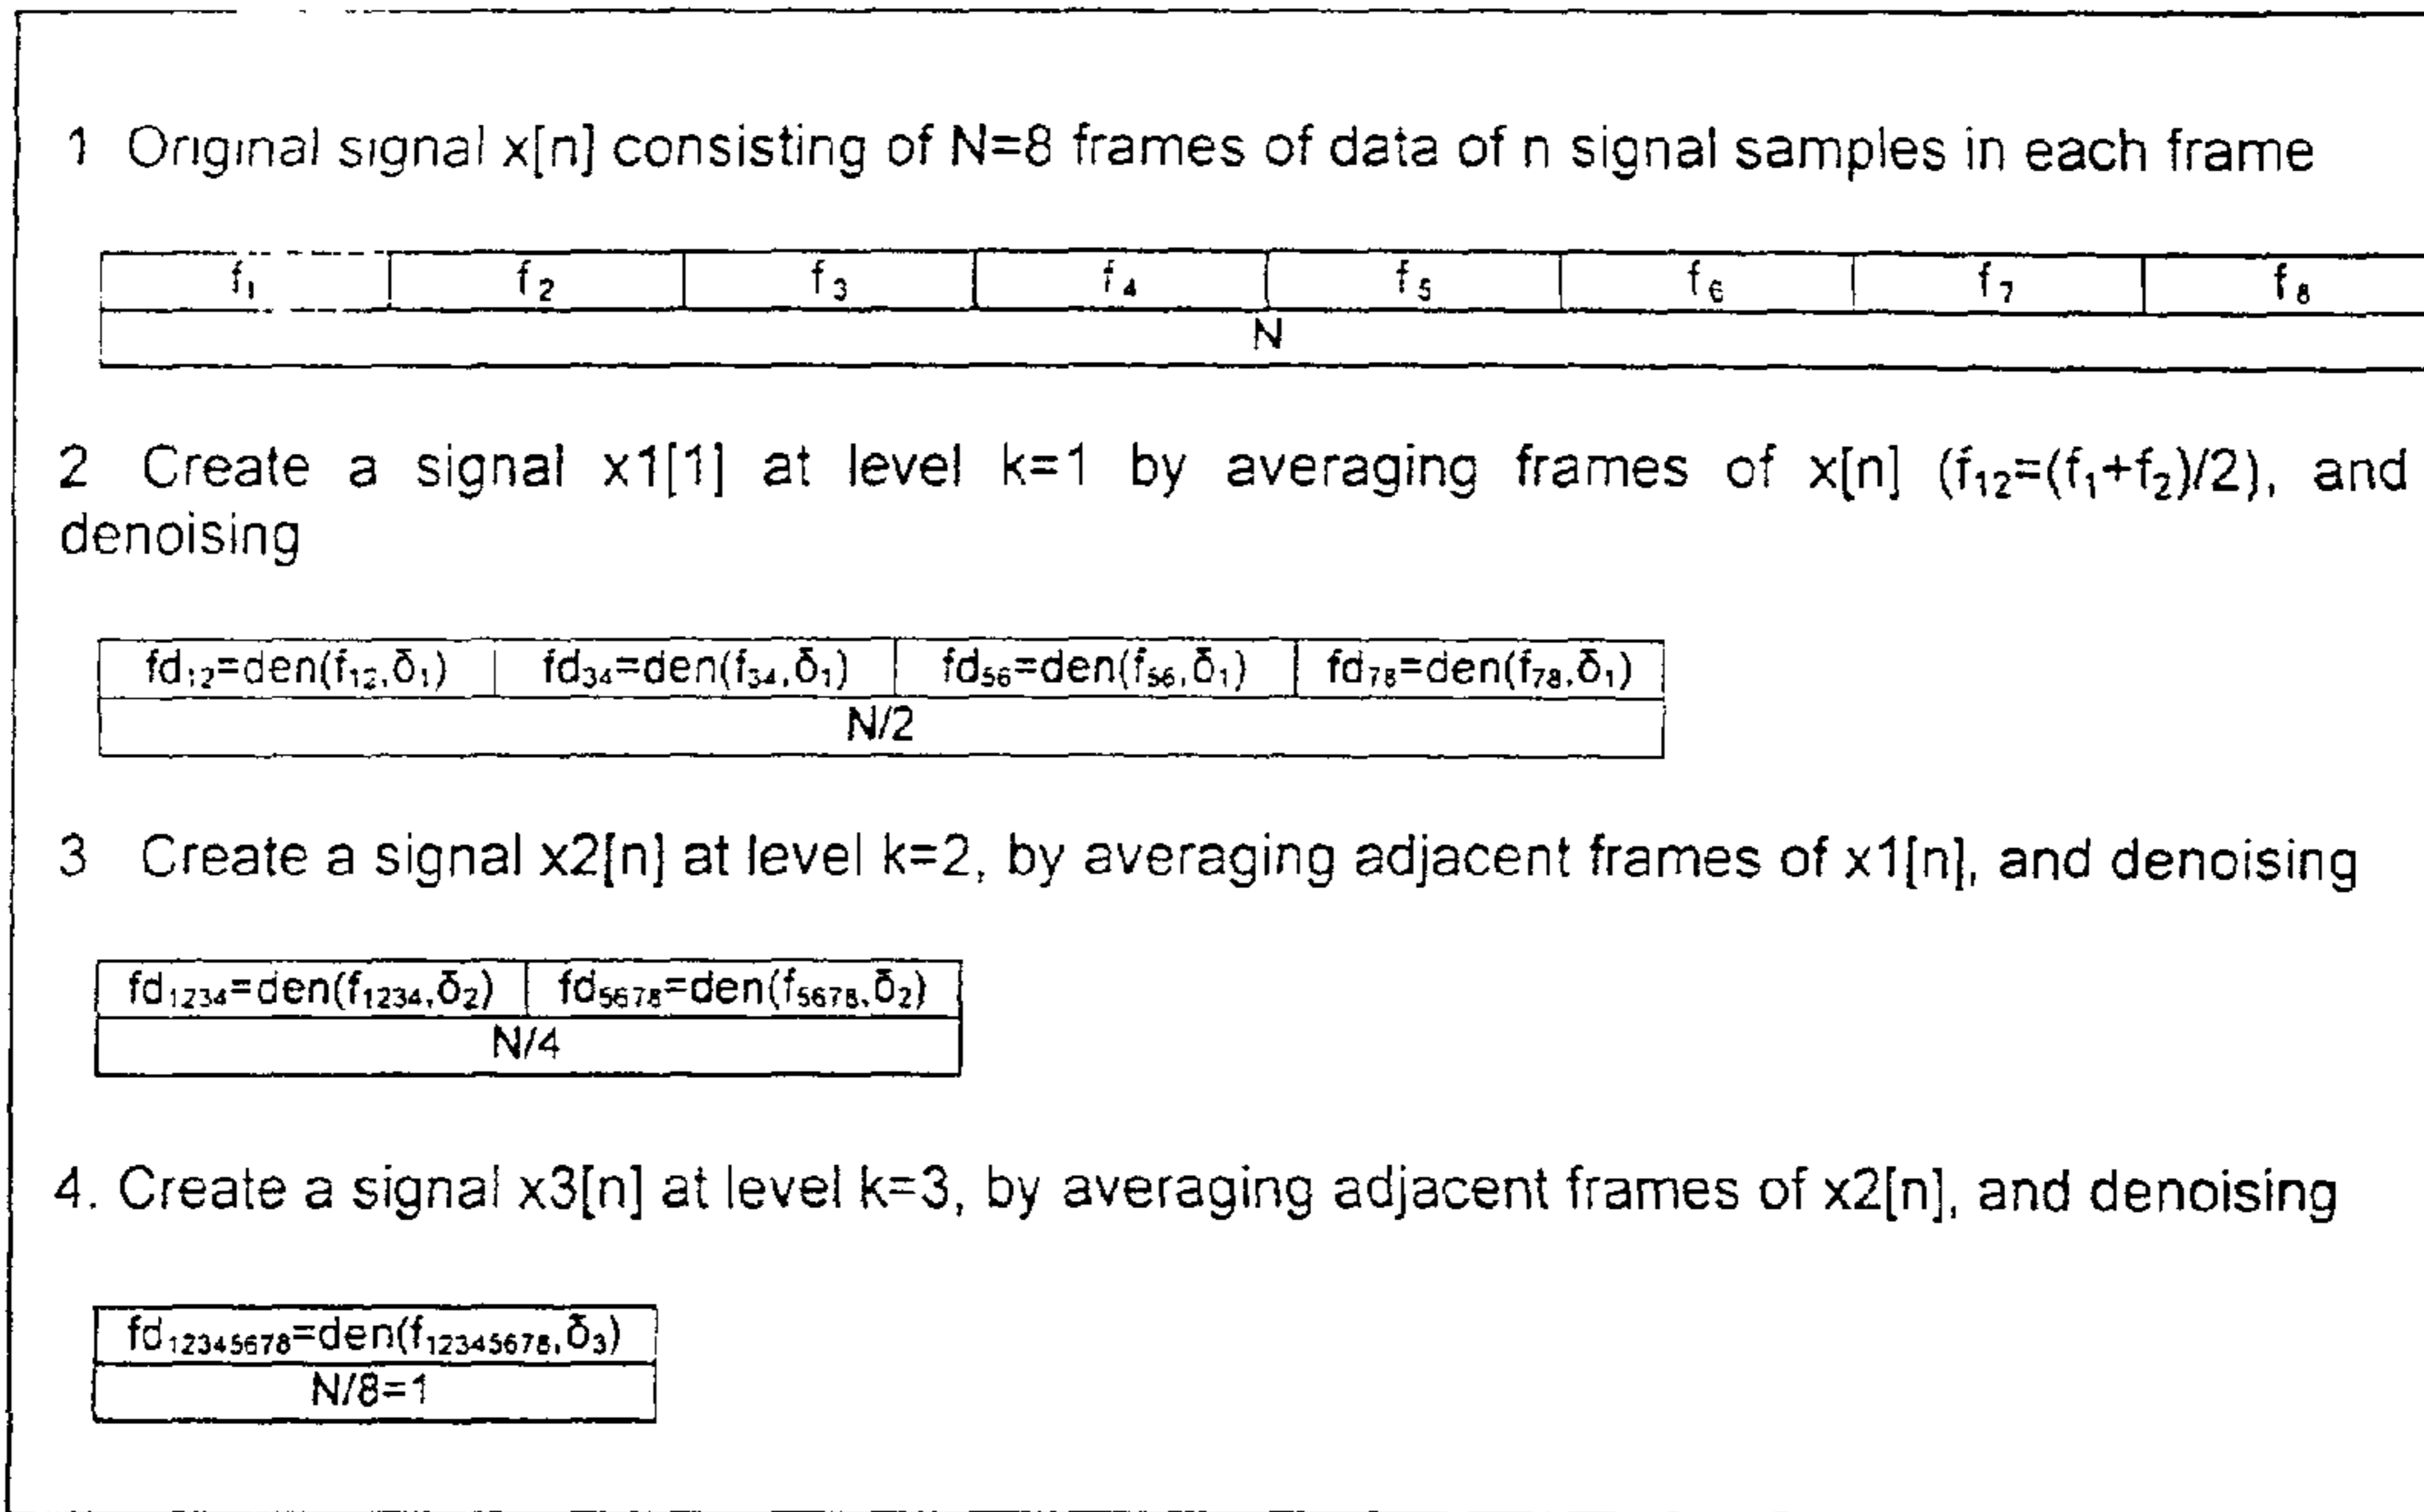 1 Original signal x[n] consisting of N=8 frames of data of n signal samples in each frame
f₁ f₂ f₃ f₄ f₅ f₆ f₇ f₈
N
2 Create a signal x1[1] at level k=1 by averaging frames of x[n] (f₁₂=(f₁+f₂)/2), and
denoising
fd₁₂=den(f₁₂,δ₁) fd₃₄=den(f₃₄,δ₁) fd₅₆=den(f₅₆,δ₁) fd₇₈=den(f₇₈,δ₁)
N/2
3 Create a signal x2[n] at level k=2, by averaging adjacent frames of x1[n], and denoising
fd₁₂₃₄=den(f₁₂₃₄,δ₂) fd₅₆₇₈=den(f₅₆₇₈,δ₂)
N/4
4. Create a signal x3[n] at level k=3, by averaging adjacent frames of x2[n], and denoising
fd₁₂₃₄₅₆₇₈=den(f₁₂₃₄₅₆₇₈,δ₃)
N/8=1